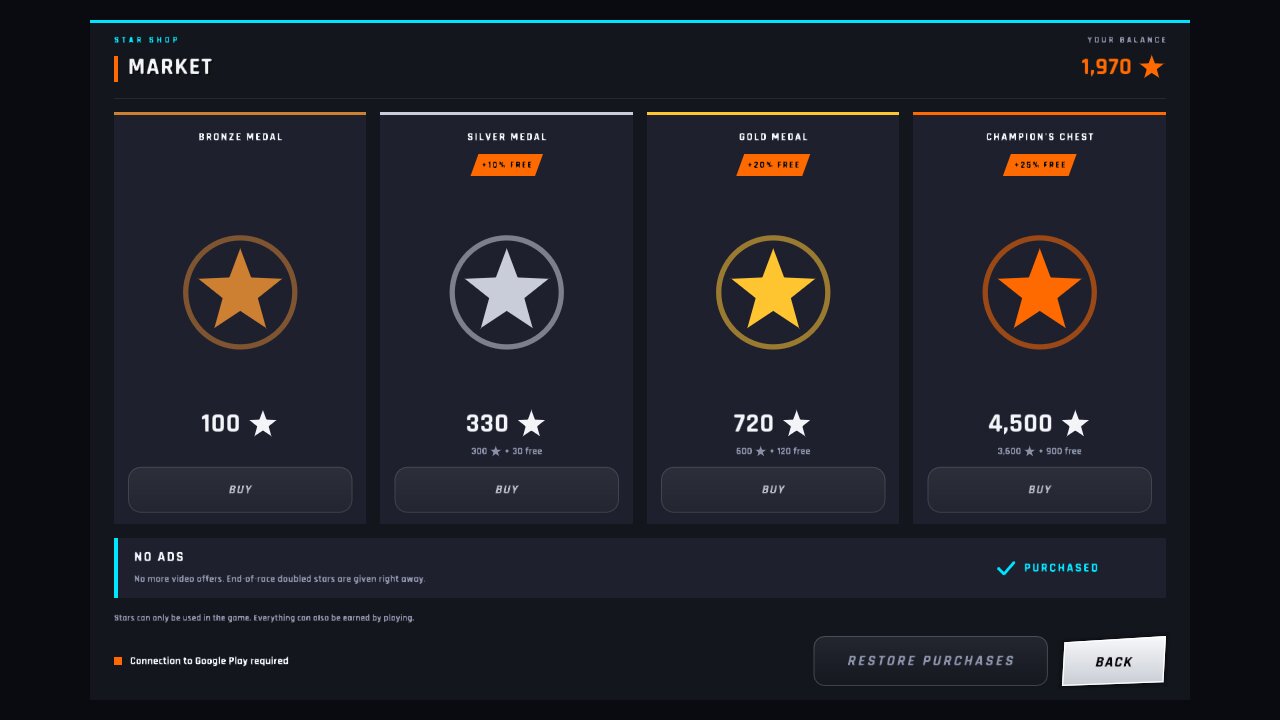 STAR SHOP
YOUR BALANCE
MARKET
1,970
BRONZE MEDAL
SILVER MEDAL
GOLD MEDAL
CHAMPION'S CHEST
+10% FREE
+20% FREE
+25% FREE
100
330
720
4,500
300 + 30 free
600 + 120 free
3,600 + 900 free
BUY
BUY
BUY
BUY
NO ADS
No more video offers. End-of-race doubled stars are given right away.
PURCHASED
Stars can only be used in the game. Everything can also be earned by playing.
Connection to Google Play required
RESTORE PURCHASES
BACK